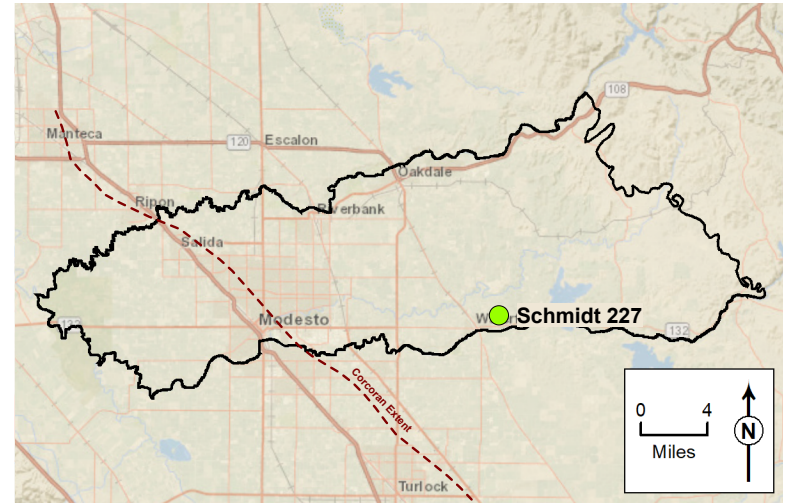 108
Manteca
120
Escalon
Oakdale
Ripon
Riverbank
Salida
Schmidt 227
132
Modesto
132
Corcoran Extent
0 4
Miles
N
Turlock